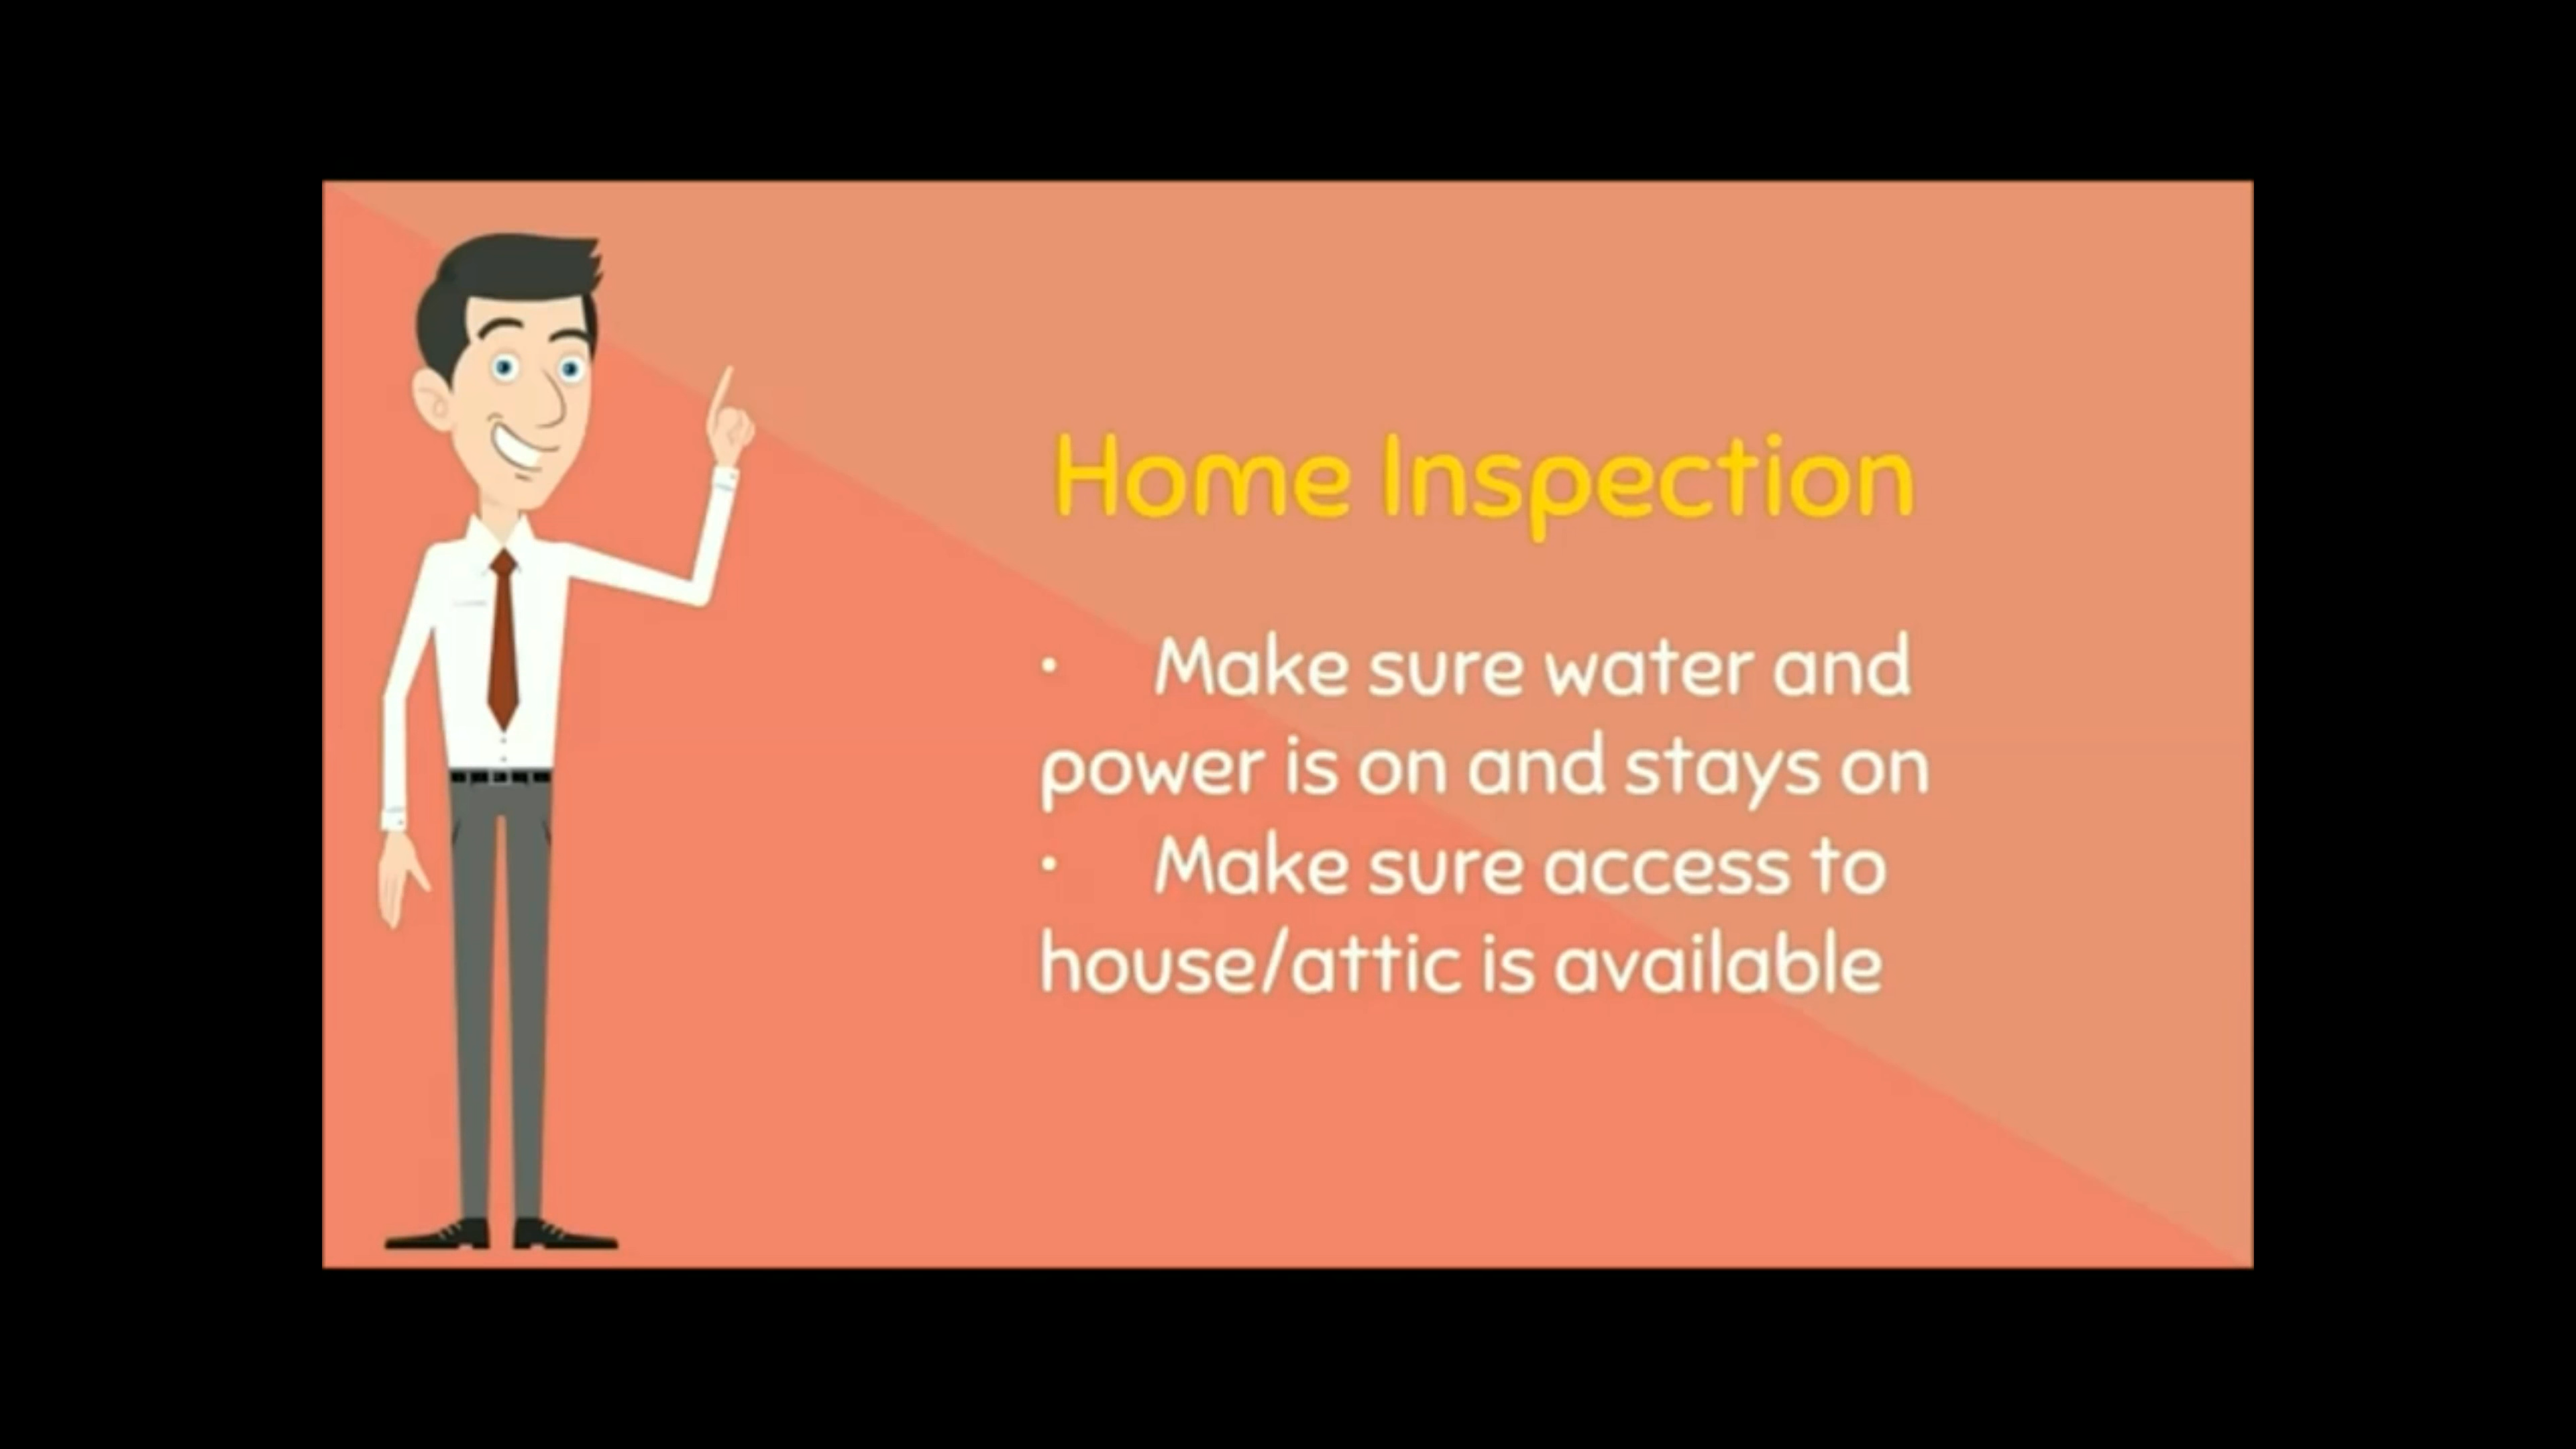 Home Inspection
• Make sure water and
power is on and stays on
• Make sure access to
house/attic is available